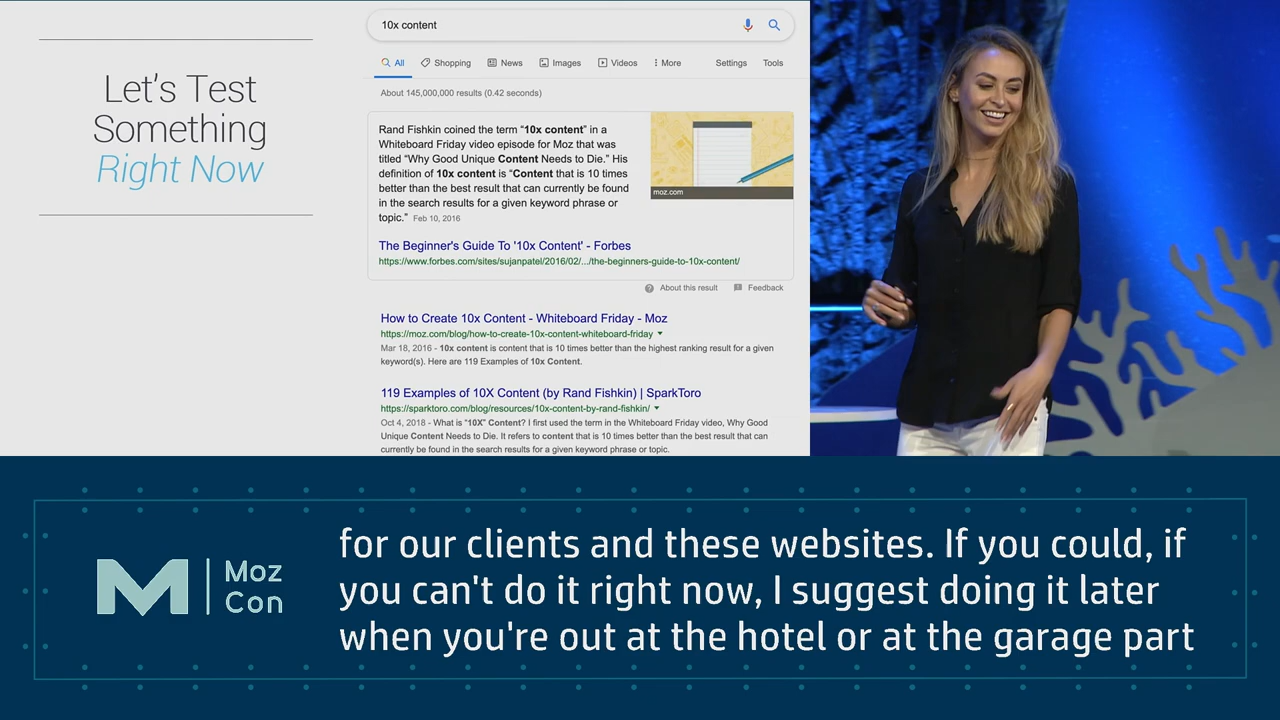 Let's Test
Something
Right Now
10x content
All
Shopping
News
Images
Videos
More
Settings
Tools
About 145,000,000 results (0.42 seconds)
Rand Fishkin coined the term "10x content" in a
Whiteboard Friday video episode for Moz that was
titled "Why Good Unique Content Needs to Die." His
definition of 10x content is "Content that is 10 times
better than the best result that can currently be found
in the search results for a given keyword phrase or
topic." Feb 10, 2016
moz.com
The Beginner's Guide To '10x Content' - Forbes
https://www.forbes.com/sites/sujanpatel/2016/02/.../the-beginners-guide-to-10x-content/
About this result
Feedback
How to Create 10x Content - Whiteboard Friday - Moz
https://moz.com/blog/how-to-create-10x-content-whiteboard-friday
Mar 18, 2016 - 10x content is content that is 10 times better than the highest ranking result for a given
keyword(s). Here are 119 Examples of 10x Content.
119 Examples of 10X Content (by Rand Fishkin) | SparkToro
https://sparktoro.com/blog/resources/10x-content-by-rand-fishkin/
Oct 4, 2018 - What is "10X" Content? I first used the term in the Whiteboard Friday video, Why Good
Unique Content Needs to Die. It refers to content that is 10 times better than the best result that can
currently be found in the search results for a given keyword phrase or topic.
Moz
Con
for our clients and these websites. If you could, if
you can't do it right now, I suggest doing it later
when you're out at the hotel or at the garage part